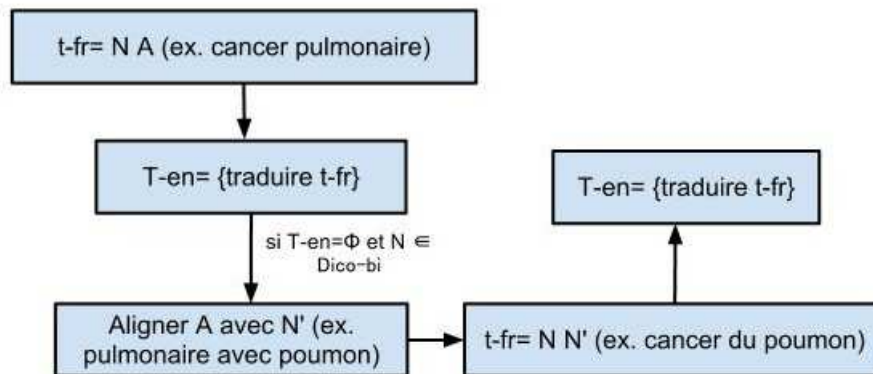 t-fr= N A (ex. cancer pulmonaire)
T-en= {traduire t-fr}
si T-en=Φ et N ∈
Dico-bi
Aligner A avec N' (ex.
pulmonaire avec poumon)
t-fr= N N' (ex. cancer du poumon)
T-en= {traduire t-fr}